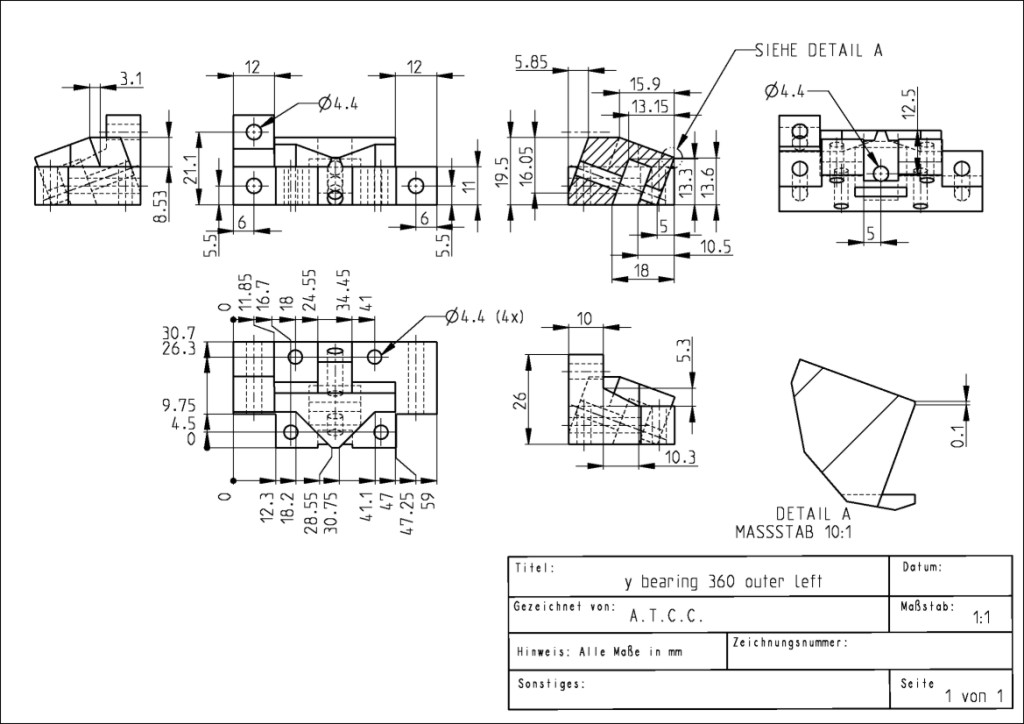 SIEHE DETAIL A
5.85
12
12
15.9
3.1
Ø4.4
13.15
Ø4.4
12.5
21.1
8.53
11
19.5
16.05
13.3
13.6
6
6
5.5
5.5
5
10.5
18
5
0
11.85
16.7
18
24.55
34.45
41
Ø4.4 (4x)
30.7
26.3
9.75
4.5
0
10
5.3
26
10.3
0.1
0
12.3
18.2
28.55
30.75
41.1
47
47.25
59
DETAIL A
MASSSTAB 10:1
Titel:
y bearing 360 outer left
Datum:
Gezeichnet von:
A.T.C.C.
Maßstab:
1:1
Hinweis: Alle Maße in mm
Zeichnungsnummer:
Sonstiges:
Seite
1 von 1